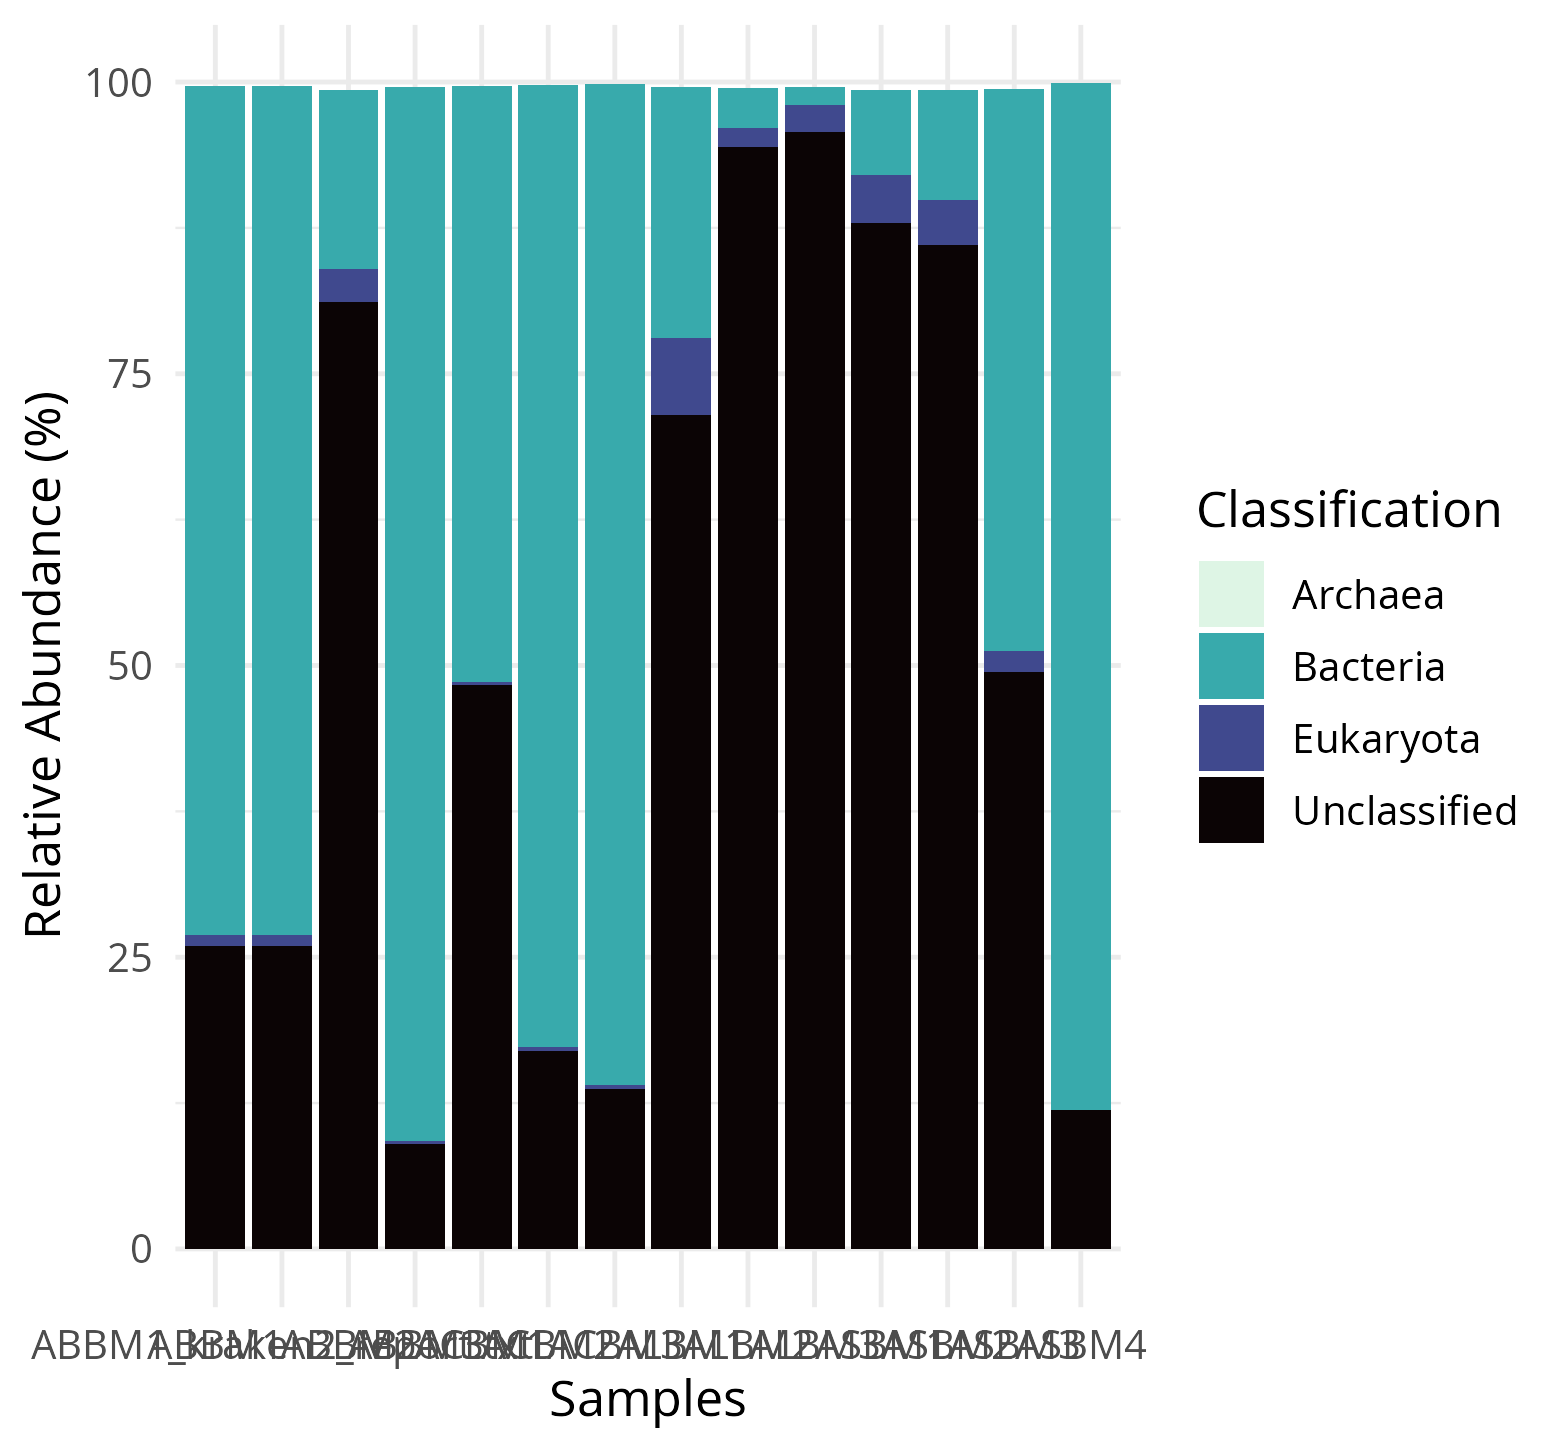 100
75
50
25
0
Relative Abundance (%)
Classification
Archaea
Bacteria
Eukaryota
Unclassified
Samples